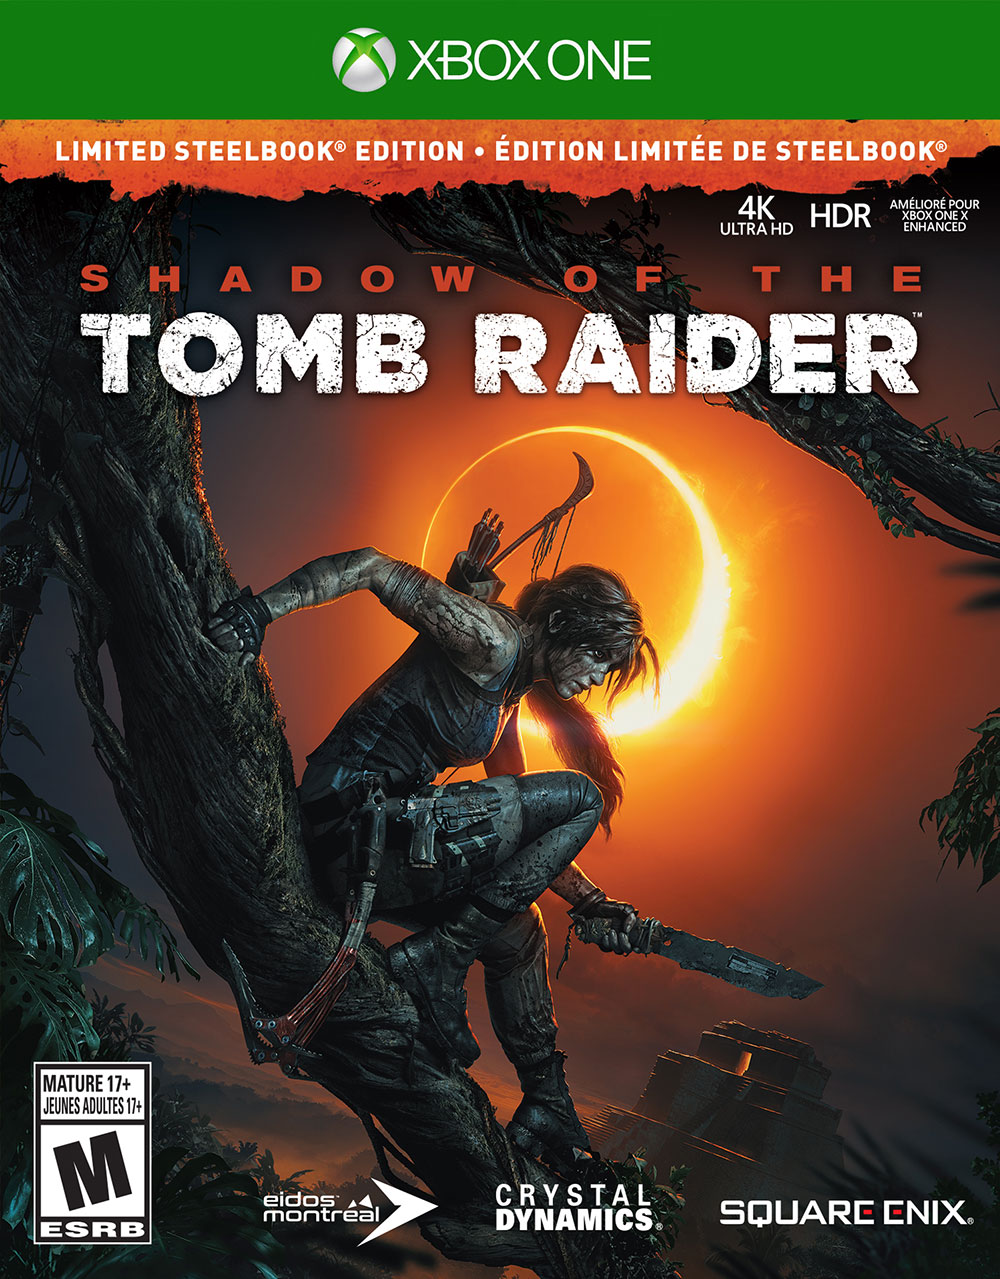 XBOX ONE
LIMITED STEELBOOK® EDITION • ÉDITION LIMITÉE DE STEELBOOK®
4K
ULTRA HD
HDR
AMÉLIORÉ POUR
XBOX ONE X
ENHANCED
SHADOW OF THE
TOMB RAIDER™
MATURE 17+
JEUNES ADULTES 17+
M
ESRB
eidos™
montréal
CRYSTAL
DYNAMICS®
SQUARE ENIX®